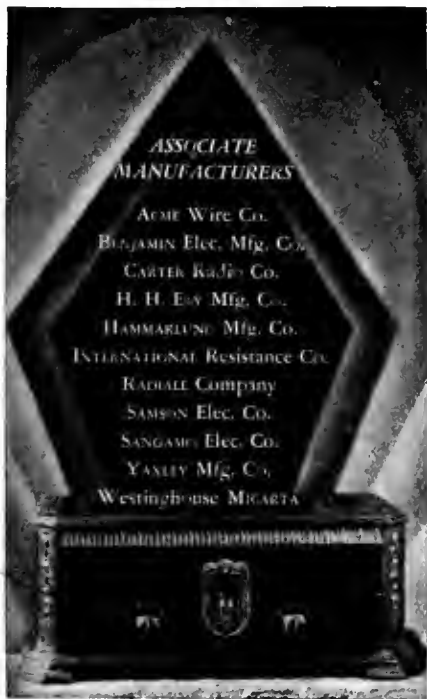 ASSOCIATE
MANUFACTURERS
ACME Wire Co.
BENJAMIN Elec. Mfg. Co.
CARTER Radio Co.
H. H. EBY Mfg. Co.
HAMMARLUND Mfg. Co.
INTERNATIONAL Resistance Co.
RADIALL Company
SAMSON Elec. Co.
SANGAMO Elec. Co.
YAXLEY Mfg. Co.
Westinghouse MICARTA